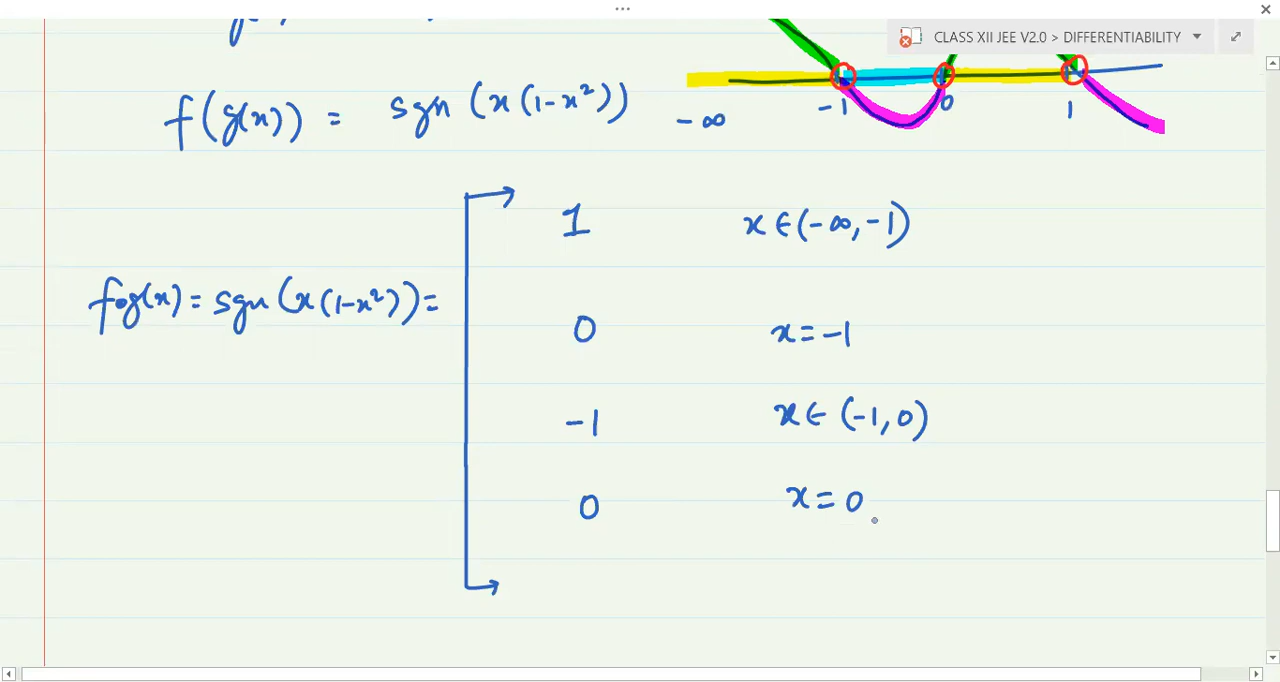 CLASS XII JEE V2.0 > DIFFERENTIABILITY
f(g(x)) = sgn (x(1-x²))
-∞ -1 0 1
1 x∈(-∞,-1)
fog(x) = sgn (x(1-x²)) =
0 x=-1
-1 x∈ (-1,0)
0 x=0